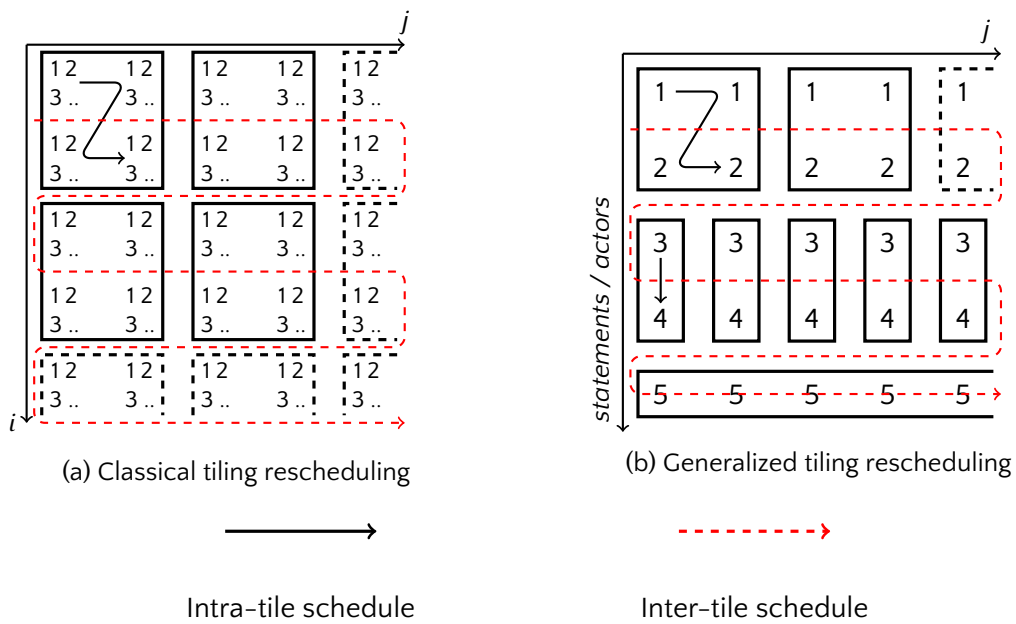 j
1 2 1 2 1 2 1 2 1 2
3 .. 3 .. 3 .. 3 .. 3 ..
1 2 1 2 1 2 1 2 1 2
3 .. 3 .. 3 .. 3 .. 3 ..
1 2 1 2 1 2 1 2 1 2
3 .. 3 .. 3 .. 3 .. 3 ..
1 2 1 2 1 2 1 2 1 2
3 .. 3 .. 3 .. 3 .. 3 ..
1 2 1 2 1 2 1 2 1 2
3 .. 3 .. 3 .. 3 .. 3 ..
i
(a) Classical tiling rescheduling
j
1 1 1 1 1
2 2 2 2 2
3 3 3 3 3
4 4 4 4 4
5 5 5 5 5
statements / actors
(b) Generalized tiling rescheduling
Intra-tile schedule
Inter-tile schedule